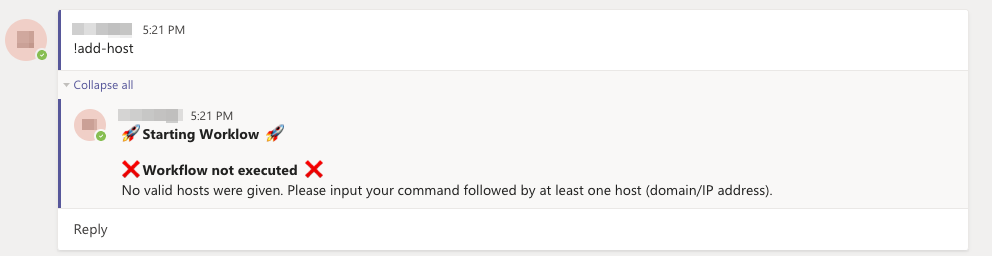 5:21 PM
!add-host
Collapse all
5:21 PM
🚀Starting Worklow 🚀
❌Workflow not executed ❌
No valid hosts were given. Please input your command followed by at least one host (domain/IP address).
Reply